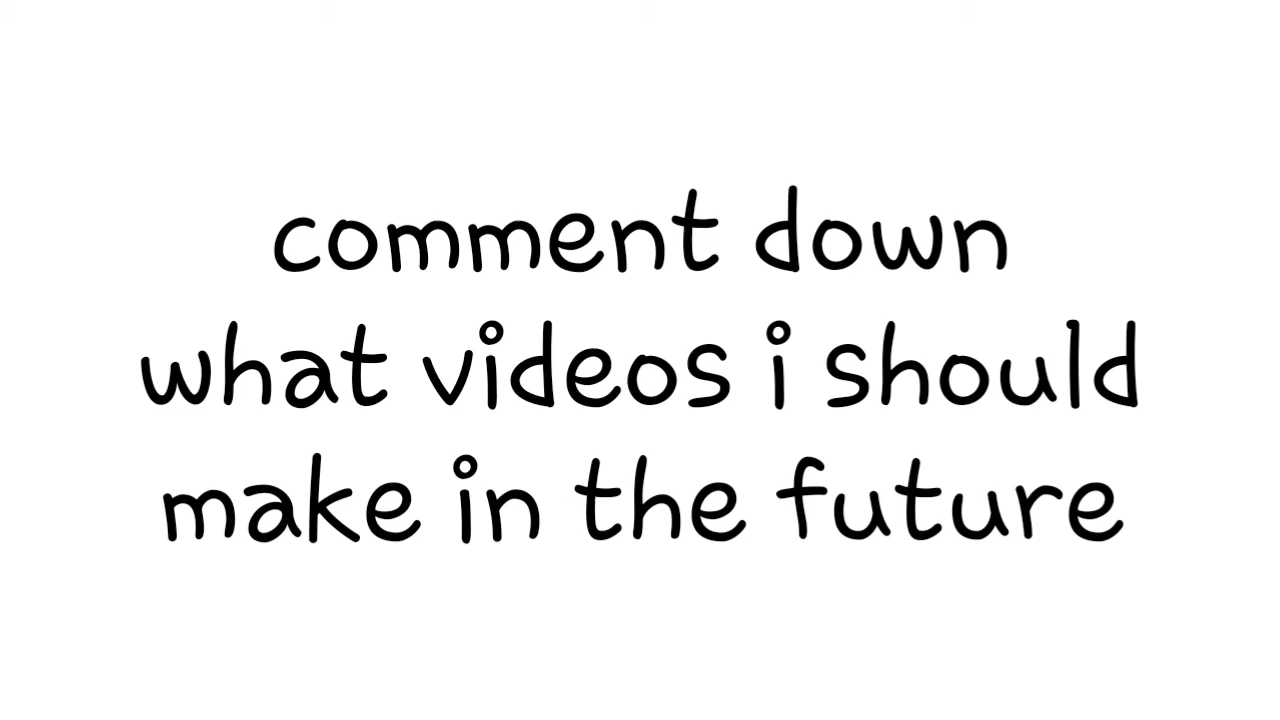 comment down
what videos i should
make in the future